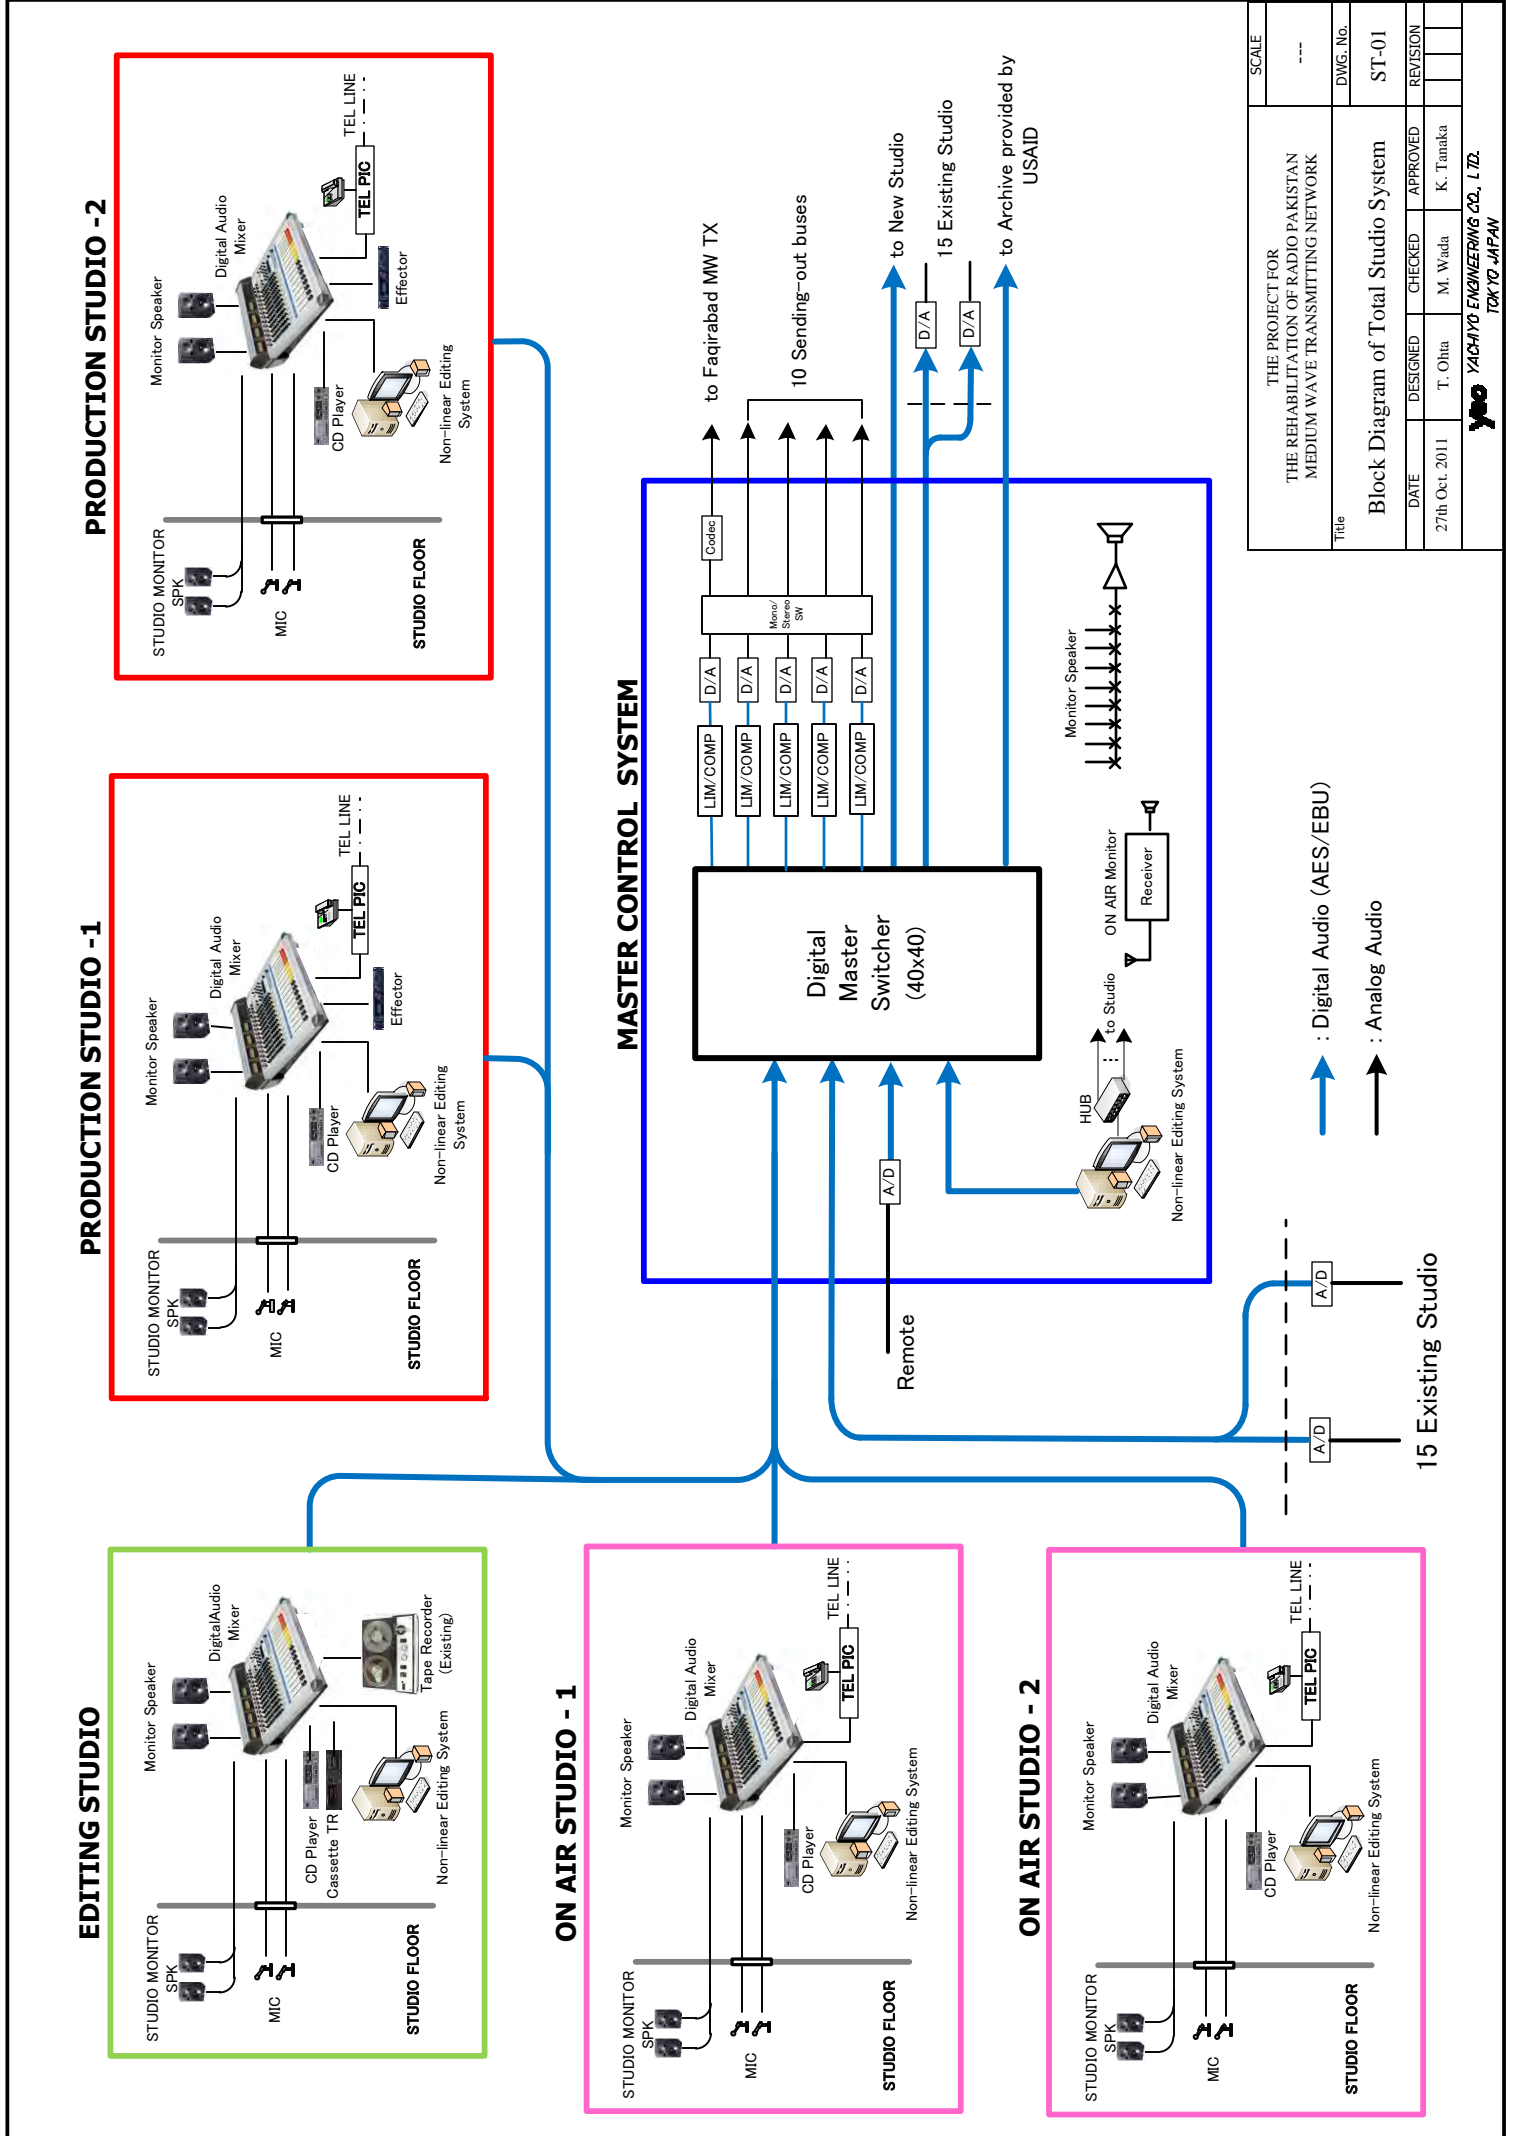 EDITING STUDIO
STUDIO MONITOR
SPK
MIC
STUDIO FLOOR
Monitor Speaker
DigitalAudio
Mixer
CD Player
Cassette TR
Tape Recorder
(Existing)
Non-linear Editing System
PRODUCTION STUDIO -1
STUDIO MONITOR
SPK
MIC
STUDIO FLOOR
Monitor Speaker
Digital Audio
Mixer
CD Player
Non-linear Editing
System
Effector
TEL PIC
TEL LINE
PRODUCTION STUDIO -2
STUDIO MONITOR
SPK
MIC
STUDIO FLOOR
Monitor Speaker
Digital Audio
Mixer
CD Player
Non-linear Editing
System
Effector
TEL PIC
TEL LINE
ON AIR STUDIO - 1
STUDIO MONITOR
SPK
MIC
STUDIO FLOOR
Monitor Speaker
Digital Audio
Mixer
CD Player
Non-linear Editing System
TEL PIC
TEL LINE
ON AIR STUDIO - 2
STUDIO MONITOR
SPK
MIC
STUDIO FLOOR
Monitor Speaker
Digital Audio
Mixer
CD Player
Non-linear Editing System
TEL PIC
TEL LINE
MASTER CONTROL SYSTEM
Digital
Master
Switcher
(40x40)
LIM/COMP
D/A
LIM/COMP
D/A
LIM/COMP
D/A
LIM/COMP
D/A
LIM/COMP
D/A
Mono/
Stereo
SW
Codec
to Faqirabad MW TX
10 Sending-out buses
to New Studio
D/A
15 Existing Studio
D/A
to Archive provided by
USAID
Remote
A/D
Non-linear Editing System
HUB
to Studio
ON AIR Monitor
Receiver
Monitor Speaker
A/D
A/D
15 Existing Studio
: Digital Audio (AES/EBU)
: Analog Audio
THE PROJECT FOR
THE REHABILITATION OF RADIO PAKISTAN
MEDIUM WAVE TRANSMITTING NETWORK
SCALE
---
Title
Block Diagram of Total Studio System
DWG. No.
ST-01
DATE DESIGNED CHECKED APPROVED REVISION
27th Oct. 2011 T. Ohta M. Wada K. Tanaka
yeo YACHIYO ENGINEERING CO., LTD.
TOKYO JAPAN